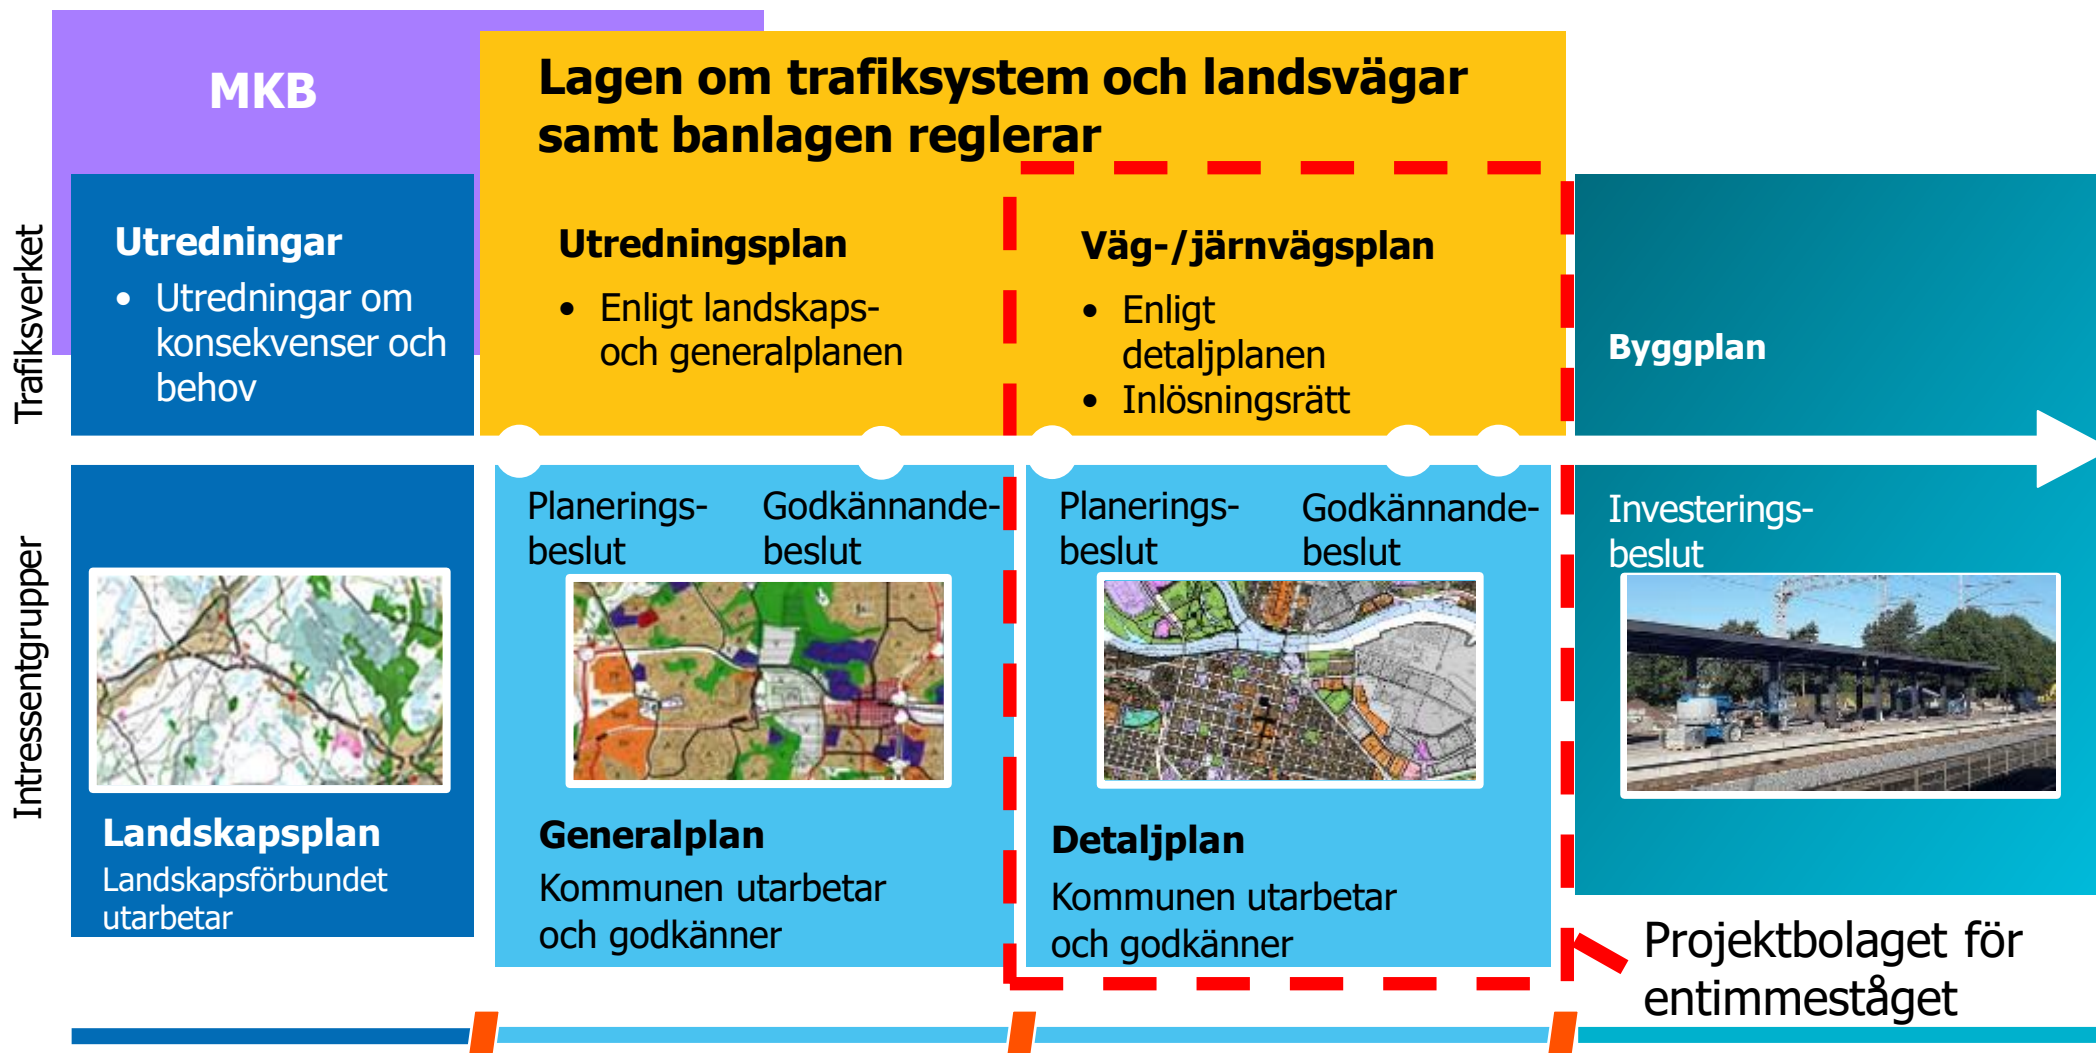 MKB
Lagen om trafiksystem och landsvägar
samt banlagen reglerar
Trafiksverket
Utredningar
• Utredningar om
konsekvenser och
behov
Utredningsplan
• Enligt landskaps-
och generalplanen
Väg-/järnvägsplan
• Enligt
detaljplanen
• Inlösningsrätt
Byggplan
Intressentgrupper
Landskapsplan
Landskapsförbundet
utarbetar
Planerings-
beslut
Godkännande-
beslut
Generalplan
Kommunen utarbetar
och godkänner
Planerings-
beslut
Godkännande-
beslut
Detaljplan
Kommunen utarbetar
och godkänner
Investerings-
beslut
Projektbolaget för
entimmeståget